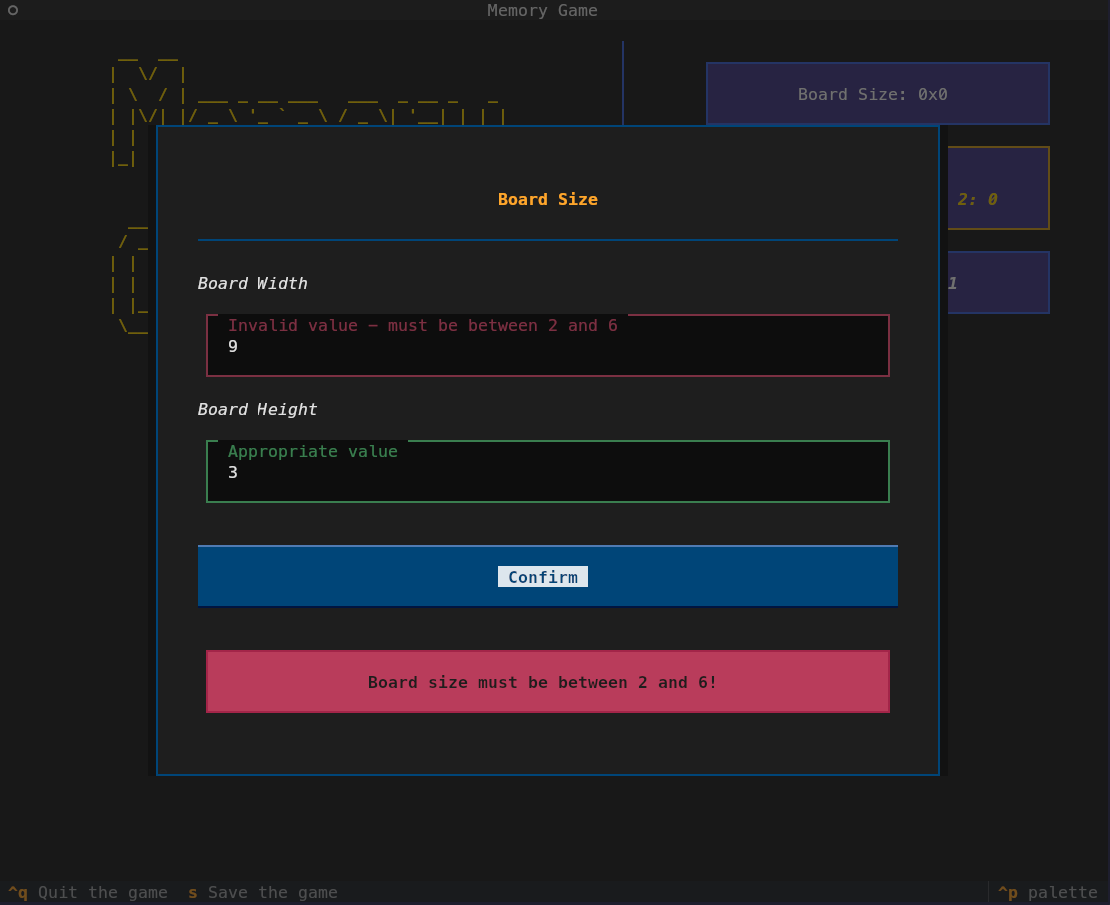 Memory Game
Board Size: 0x0
2: 0
1
Board Size
Board Width
Invalid value — must be between 2 and 6
9
Board Height
Appropriate value
3
Confirm
Board size must be between 2 and 6!
^q Quit the game s Save the game
^p palette